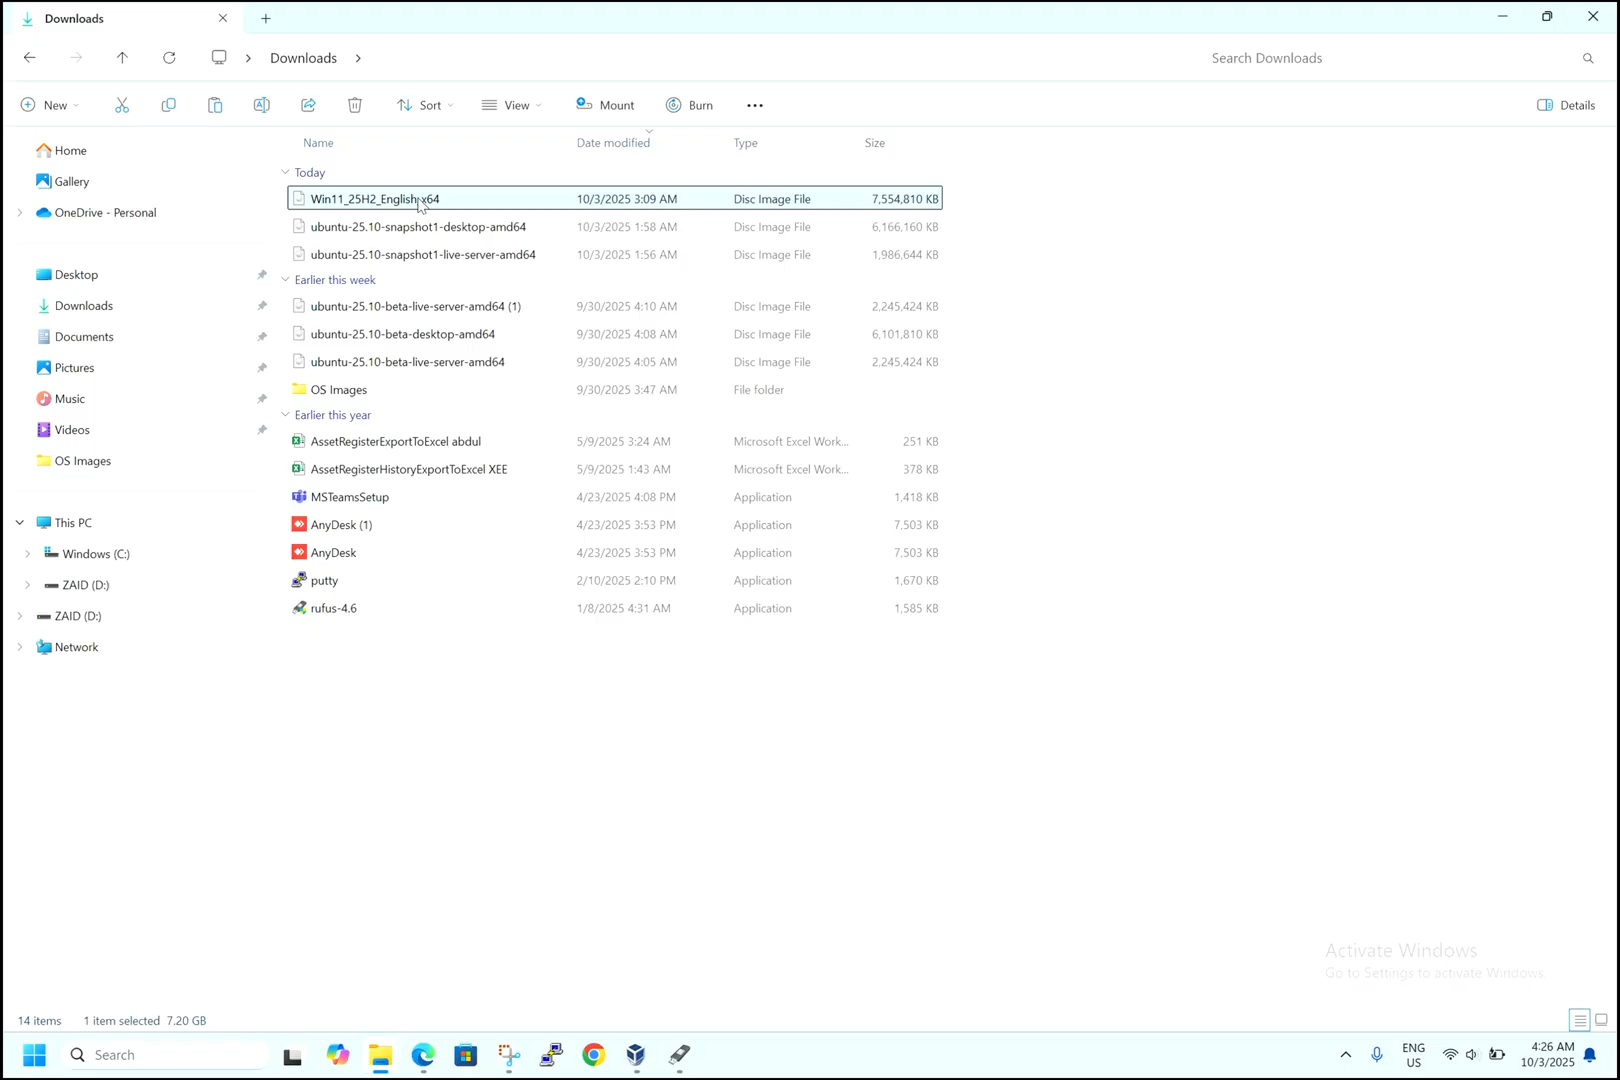 Downloads
Downloads
Search Downloads
New
Sort
View
Mount
Burn
Details
Home
Gallery
OneDrive - Personal
Desktop
Downloads
Documents
Pictures
Music
Videos
OS Images
This PC
Windows (C:)
ZAID (D:)
ZAID (D:)
Network
Name Date modified Type Size
Today
Win11_25H2_English_x64 10/3/2025 3:09 AM Disc Image File 7,554,810 KB
ubuntu-25.10-snapshot1-desktop-amd64 10/3/2025 1:58 AM Disc Image File 6,166,160 KB
ubuntu-25.10-snapshot1-live-server-amd64 10/3/2025 1:56 AM Disc Image File 1,986,644 KB
Earlier this week
ubuntu-25.10-beta-live-server-amd64 (1) 9/30/2025 4:10 AM Disc Image File 2,245,424 KB
ubuntu-25.10-beta-desktop-amd64 9/30/2025 4:08 AM Disc Image File 6,101,810 KB
ubuntu-25.10-beta-live-server-amd64 9/30/2025 4:05 AM Disc Image File 2,245,424 KB
OS Images 9/30/2025 3:47 AM File folder
Earlier this year
AssetRegisterExportToExcel abdul 5/9/2025 3:24 AM Microsoft Excel Work... 251 KB
AssetRegisterHistoryExportToExcel XEE 5/9/2025 1:43 AM Microsoft Excel Work... 378 KB
MSTeamsSetup 4/23/2025 4:08 PM Application 1,418 KB
AnyDesk (1) 4/23/2025 3:53 PM Application 7,503 KB
AnyDesk 4/23/2025 3:53 PM Application 7,503 KB
putty 2/10/2025 2:10 PM Application 1,670 KB
rufus-4.6 1/8/2025 4:31 AM Application 1,585 KB
Activate Windows
Go to Settings to activate Windows.
14 items 1 item selected 7.20 GB
Search
ENG
US
4:26 AM
10/3/2025